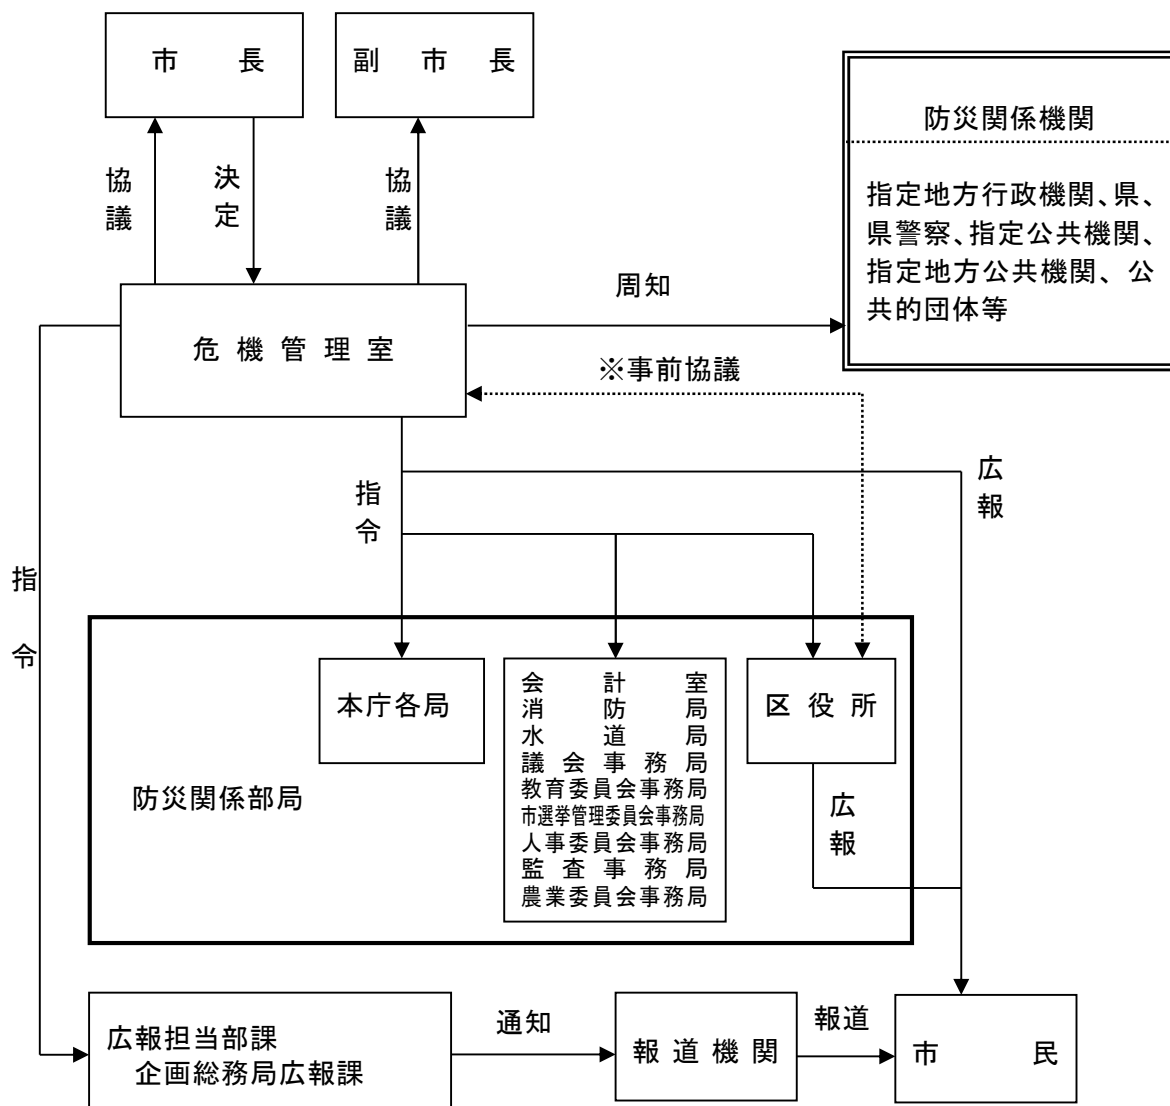 市長
副市長
防災関係機関
指定地方行政機関、県、
県警察、指定公共機関、
指定地方公共機関、公
共的団体等
協議
決定
協議
周知
危機管理室
※事前協議
広報
指令
指令
本庁各局
会計室
消防局
水道局
議会事務局
教育委員会事務局
市選挙管理委員会事務局
人事委員会事務局
監査事務局
農業委員会事務局
区役所
防災関係部局
広報
広報担当部課
企画総務局広報課
通知
報道機関
報道
市民